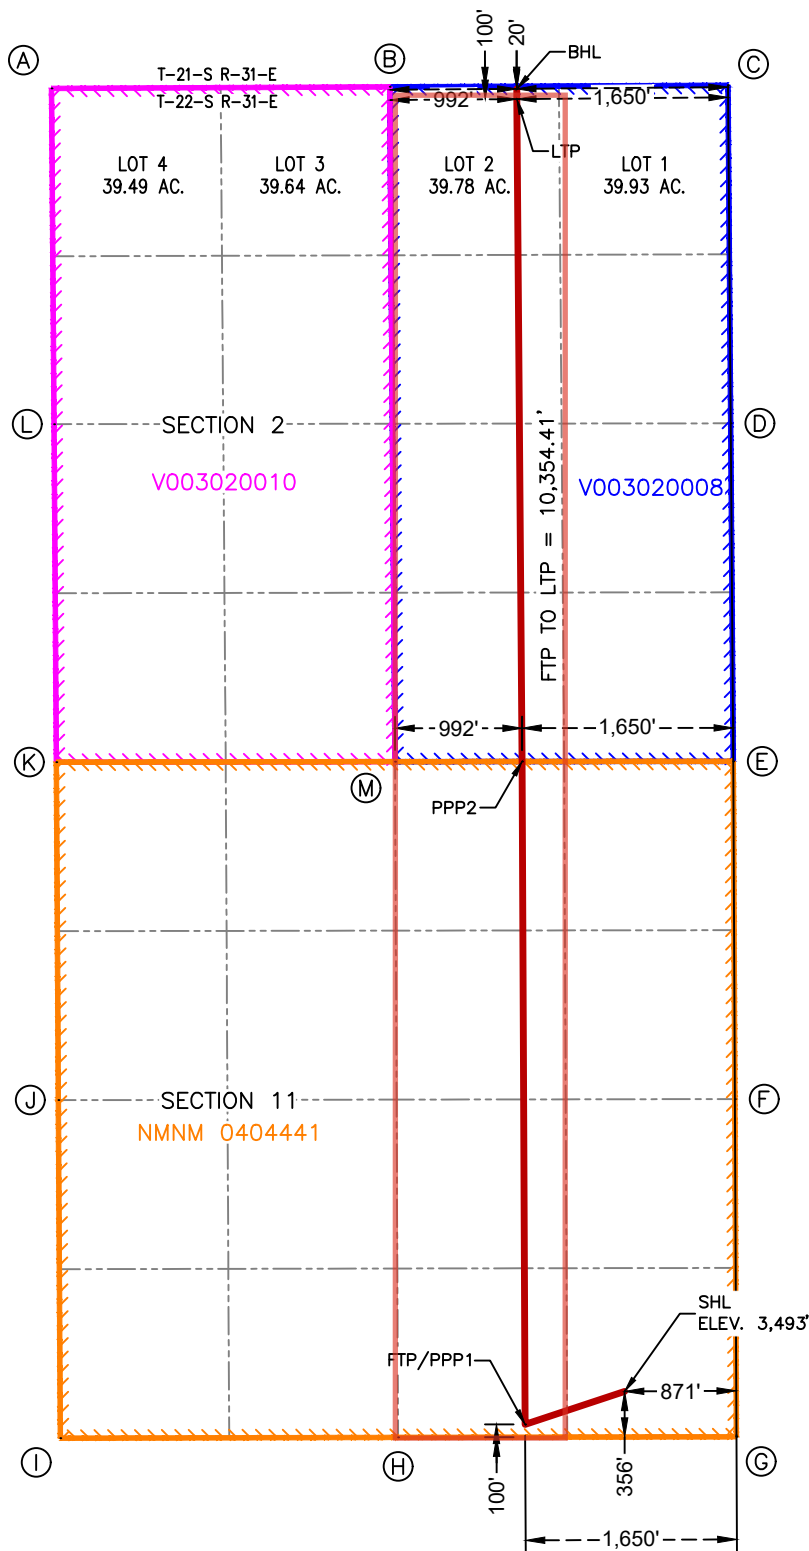 100'
20'
A
B
BHL
C
T-21-S R-31-E
T-22-S R-31-E
992'
1,650'
LTP
LOT 4
39.49 AC.
LOT 3
39.64 AC.
LOT 2
39.78 AC.
LOT 1
39.93 AC.
L
SECTION 2
D
V003020010
V003020008
FTP TO LTP = 10,354.41'
992'
1,650'
K
E
M
PPP2
J
SECTION 11
F
NMNM 0404441
SHL
ELEV. 3,493'
FTP/PPP1
871'
I
H
G
100'
356'
1,650'